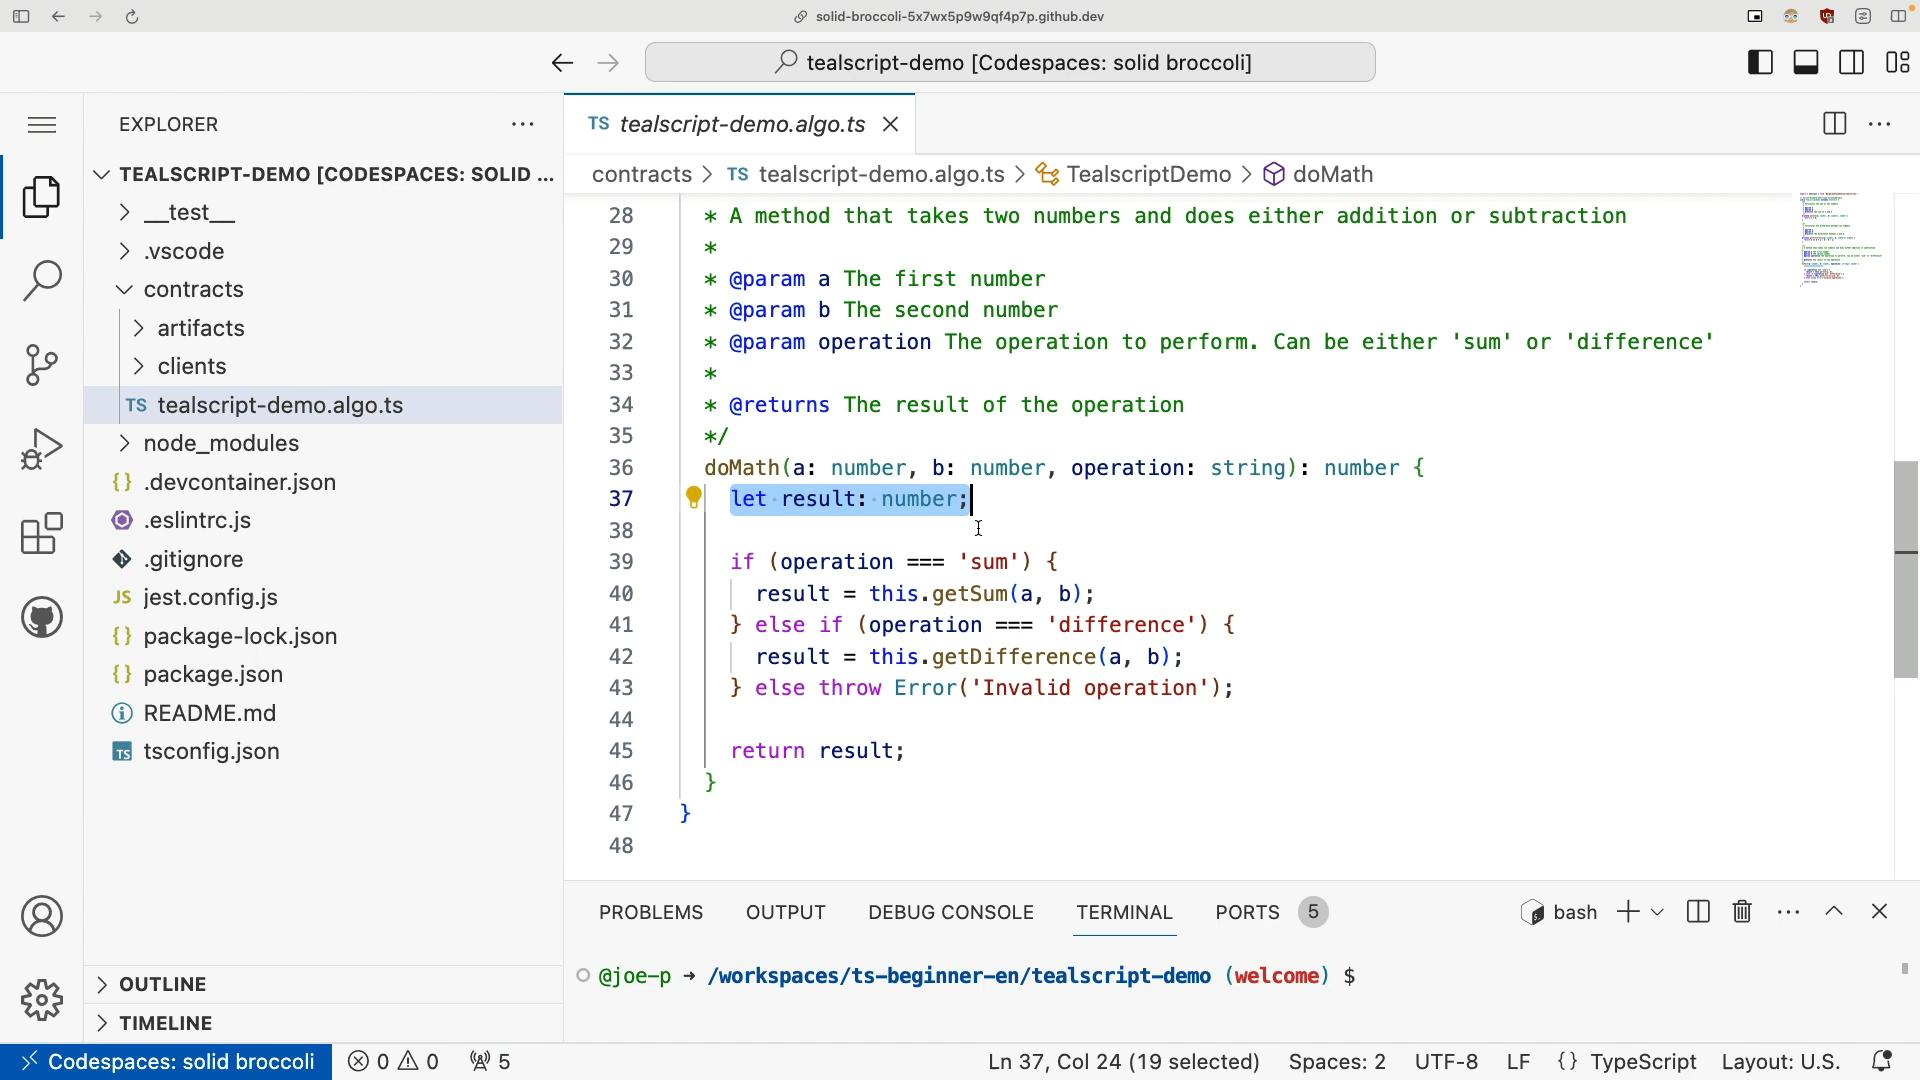 solid-broccoli-5x7wx5p9w9qf4p7p.github.dev
tealscript-demo [Codespaces: solid broccoli]
EXPLORER
TEALSCRIPT-DEMO [CODESPACES: SOLID ...
__test__
.vscode
contracts
artifacts
clients
TS tealscript-demo.algo.ts
node_modules
{} .devcontainer.json
.eslintrc.js
.gitignore
JS jest.config.js
{} package-lock.json
{} package.json
README.md
TS tsconfig.json
OUTLINE
TIMELINE
TS tealscript-demo.algo.ts
contracts > TS tealscript-demo.algo.ts > TealscriptDemo > doMath
28 * A method that takes two numbers and does either addition or subtraction
29 *
30 * @param a The first number
31 * @param b The second number
32 * @param operation The operation to perform. Can be either 'sum' or 'difference'
33 *
34 * @returns The result of the operation
35 */
36 doMath(a: number, b: number, operation: string): number {
37 let result: number;
38
39 if (operation === 'sum') {
40 result = this.getSum(a, b);
41 } else if (operation === 'difference') {
42 result = this.getDifference(a, b);
43 } else throw Error('Invalid operation');
44
45 return result;
46 }
47 }
48
PROBLEMS OUTPUT DEBUG CONSOLE TERMINAL PORTS 5 bash
@joe-p → /workspaces/ts-beginner-en/tealscript-demo (welcome) $
Codespaces: solid broccoli 0 0 5 Ln 37, Col 24 (19 selected) Spaces: 2 UTF-8 LF {} TypeScript Layout: U.S.